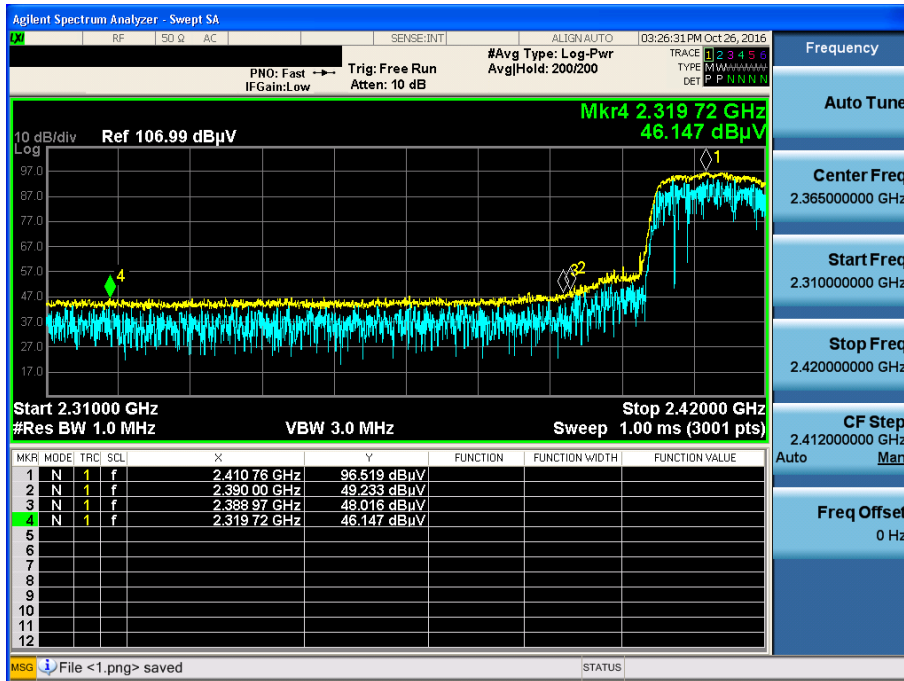 Agilent Spectrum Analyzer - Swept SA
LXI RF 50 Ω AC SENSE:INT ALIGN AUTO 03:26:31 PM Oct 26, 2016
PNO: Fast
IFGain:Low
Trig: Free Run
Atten: 10 dB
#Avg Type: Log-Pwr
Avg|Hold: 200/200
TRACE 1 2 3 4 5 6
TYPE M W W W W W
DET P P N N N N
Mkr4 2.319 72 GHz
46.147 dBµV
10 dB/div Ref 106.99 dBµV
Log
97.0
87.0
77.0
67.0
57.0
47.0
37.0
27.0
17.0
1
3 2
4
Start 2.31000 GHz Stop 2.42000 GHz
#Res BW 1.0 MHz VBW 3.0 MHz Sweep 1.00 ms (3001 pts)
MKR MODE TRC SCL X Y FUNCTION FUNCTION WIDTH FUNCTION VALUE
1 N 1 f 2.410 76 GHz 96.519 dBµV
2 N 1 f 2.390 00 GHz 49.233 dBµV
3 N 1 f 2.388 97 GHz 48.016 dBµV
4 N 1 f 2.319 72 GHz 46.147 dBµV
5
6
7
8
9
10
11
12
MSG File <1.png> saved STATUS
Frequency
Auto Tune
Center Freq
2.365000000 GHz
Start Freq
2.310000000 GHz
Stop Freq
2.420000000 GHz
CF Step
2.412000000 GHz
Auto Man
Freq Offset
0 Hz